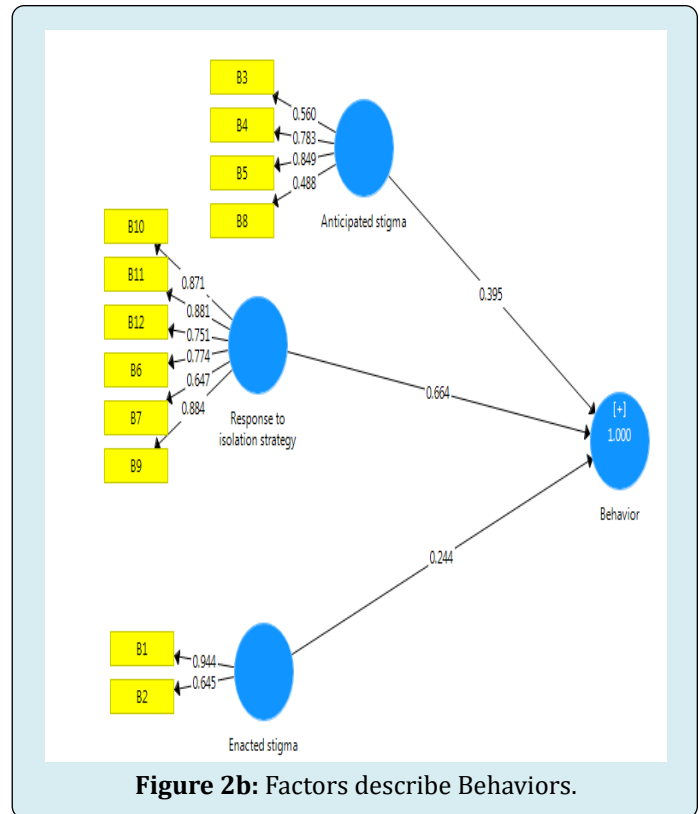 B3
B4
B5
B8
0.560
0.783
0.849
0.488
Anticipated stigma
B10
B11
B12
B6
B7
B9
0.871
0.881
0.751
0.774
0.647
0.884
Response to
isolation strategy
0.395
0.664
0.244
[+]
1.000
Behavior
B1
B2
0.944
0.645
Enacted stigma
Figure 2b: Factors describe Behaviors.